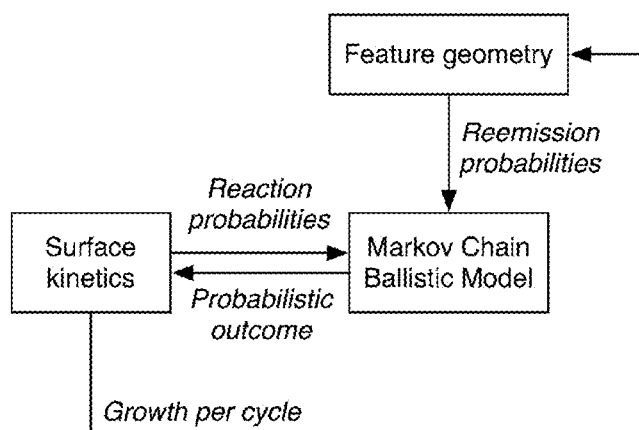 Feature geometry
Reemission
probabilities
Reaction
probabilities
Surface
kinetics
Markov Chain
Ballistic Model
Probabilistic
outcome
Growth per cycle